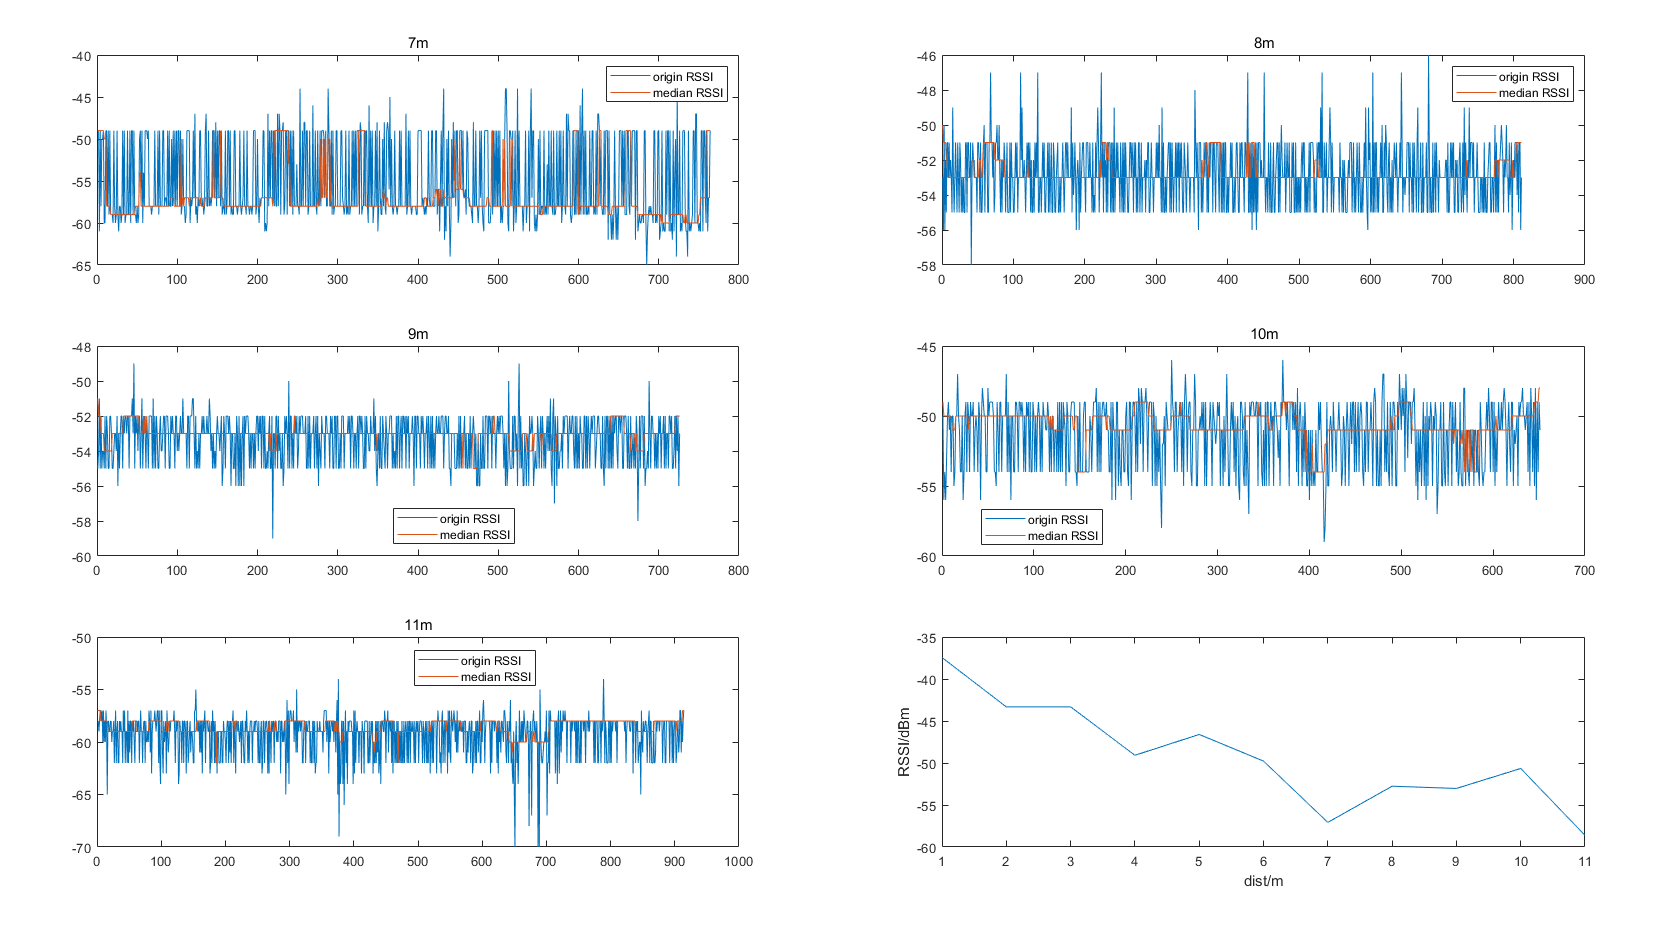 7m
-40
-45
-50
-55
-60
-65
0 100 200 300 400 500 600 700 800
origin RSSI
median RSSI
8m
-46
-48
-50
-52
-54
-56
-58
0 100 200 300 400 500 600 700 800 900
origin RSSI
median RSSI
9m
-48
-50
-52
-54
-56
-58
-60
0 100 200 300 400 500 600 700 800
origin RSSI
median RSSI
10m
-45
-50
-55
-60
0 100 200 300 400 500 600 700
origin RSSI
median RSSI
11m
-50
-55
-60
-65
-70
0 100 200 300 400 500 600 700 800 900 1000
origin RSSI
median RSSI
RSSI/dBm
-35
-40
-45
-50
-55
-60
1 2 3 4 5 6 7 8 9 10 11
dist/m